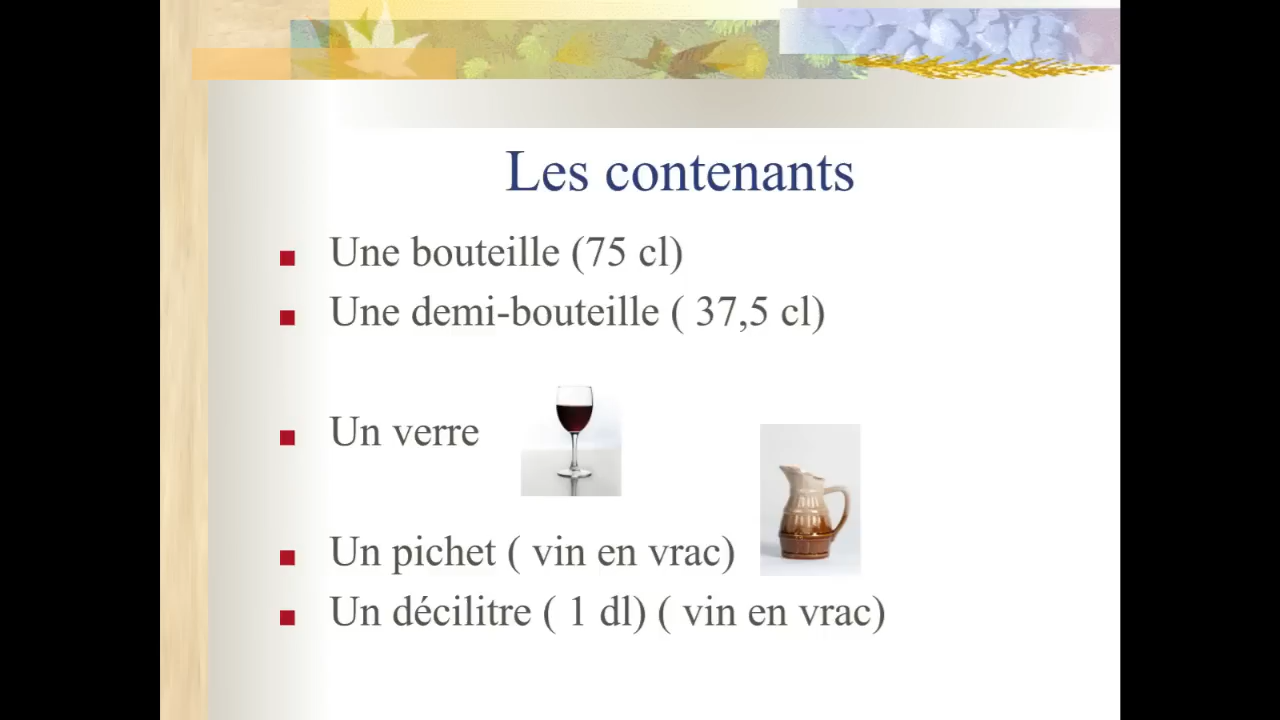 Les contenants
Une bouteille (75 cl)
Une demi-bouteille ( 37,5 cl)
Un verre
Un pichet ( vin en vrac)
Un décilitre ( 1 dl) ( vin en vrac)